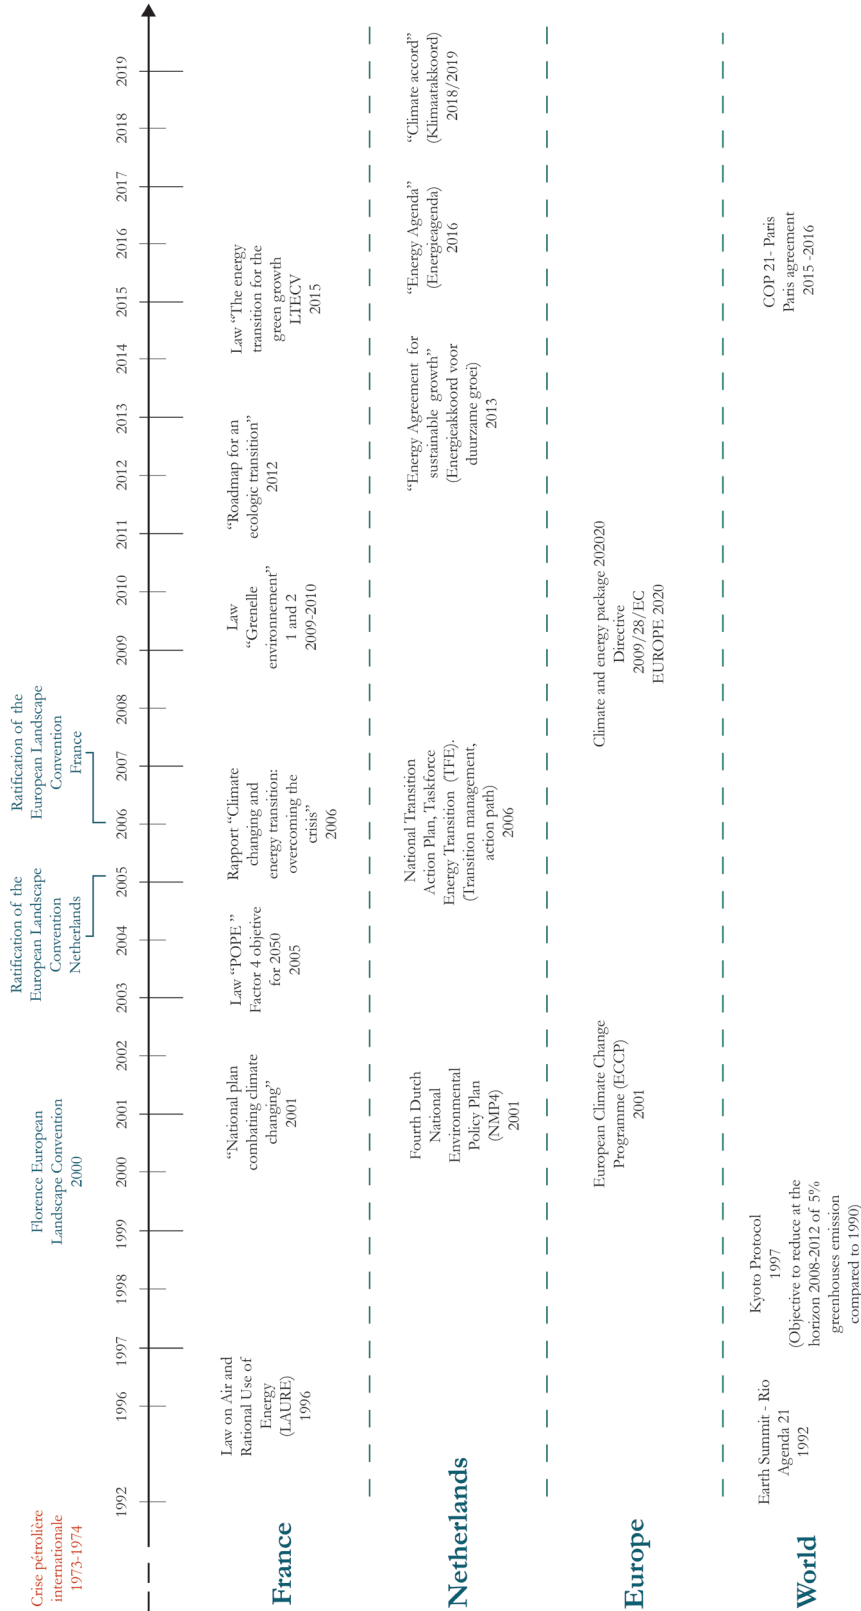 Crise pétrolière
internationale
1973-1974
Florence European
Landscape Convention
2000
Ratification of the
European Landscape
Convention
Netherlands
Ratification of the
European Landscape
Convention
France
1992
1996
1997
1998
1999
2000
2001
2002
2003
2004
2005
2006
2007
2008
2009
2010
2011
2012
2013
2014
2015
2016
2017
2018
2019
France
Law on Air and
Rational Use of
Energy
(LAURE)
1996
“National plan
combating climate
changing”
2001
Law “POPE ”
Factor 4 objetive
for 2050
2005
Rapport “Climate
changing and
energy transition:
overcoming the
crisis”
2006
Law
“Grenelle
environnement”
1 and 2
2009-2010
“Roadmap for an
ecologic transition”
2012
Law “The energy
transition for the
green growth
LTECV
2015
Netherlands
Fourth Dutch
National
Environmental
Policy Plan
(NMP4)
2001
National Transition
Action Plan, Taskforce
Energy Transition (TFE).
(Transition management,
action path)
2006
“Energy Agreement for
sustainable growth”
(Energieakkoord voor
duurzame groei)
2013
“Energy Agenda”
(Energieagenda)
2016
“Climate accord”
(Klimaatakkoord)
2018/2019
Europe
European Climate Change
Programme (ECCP)
2001
Climate and energy package 202020
Directive
2009/28/EC
EUROPE 2020
World
Earth Summit - Rio
Agenda 21
1992
Kyoto Protocol
1997
(Objective to reduce at the
horizon 2008-2012 of 5%
greenhouses emission
compared to 1990)
COP 21- Paris
Paris agreement
2015 -2016